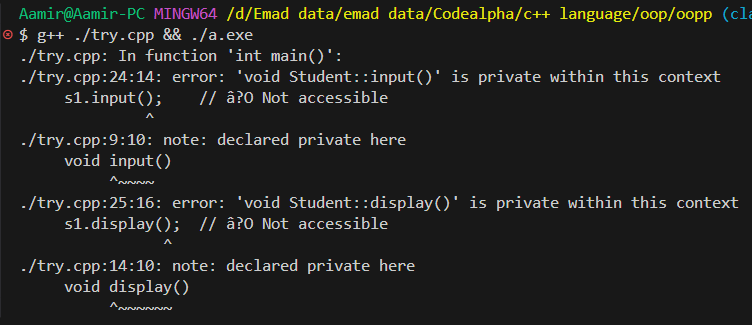 Aamir@Aamir-PC MINGW64 /d/Emad data/emad data/Codealpha/c++ language/oop/oopp (cla
$ g++ ./try.cpp && ./a.exe
./try.cpp: In function 'int main()':
./try.cpp:24:14: error: 'void Student::input()' is private within this context
     s1.input();    // â?O Not accessible
              ^
./try.cpp:9:10: note: declared private here
     void input()
          ^~~~~
./try.cpp:25:16: error: 'void Student::display()' is private within this context
     s1.display();  // â?O Not accessible
                ^
./try.cpp:14:10: note: declared private here
     void display()
          ^~~~~~~